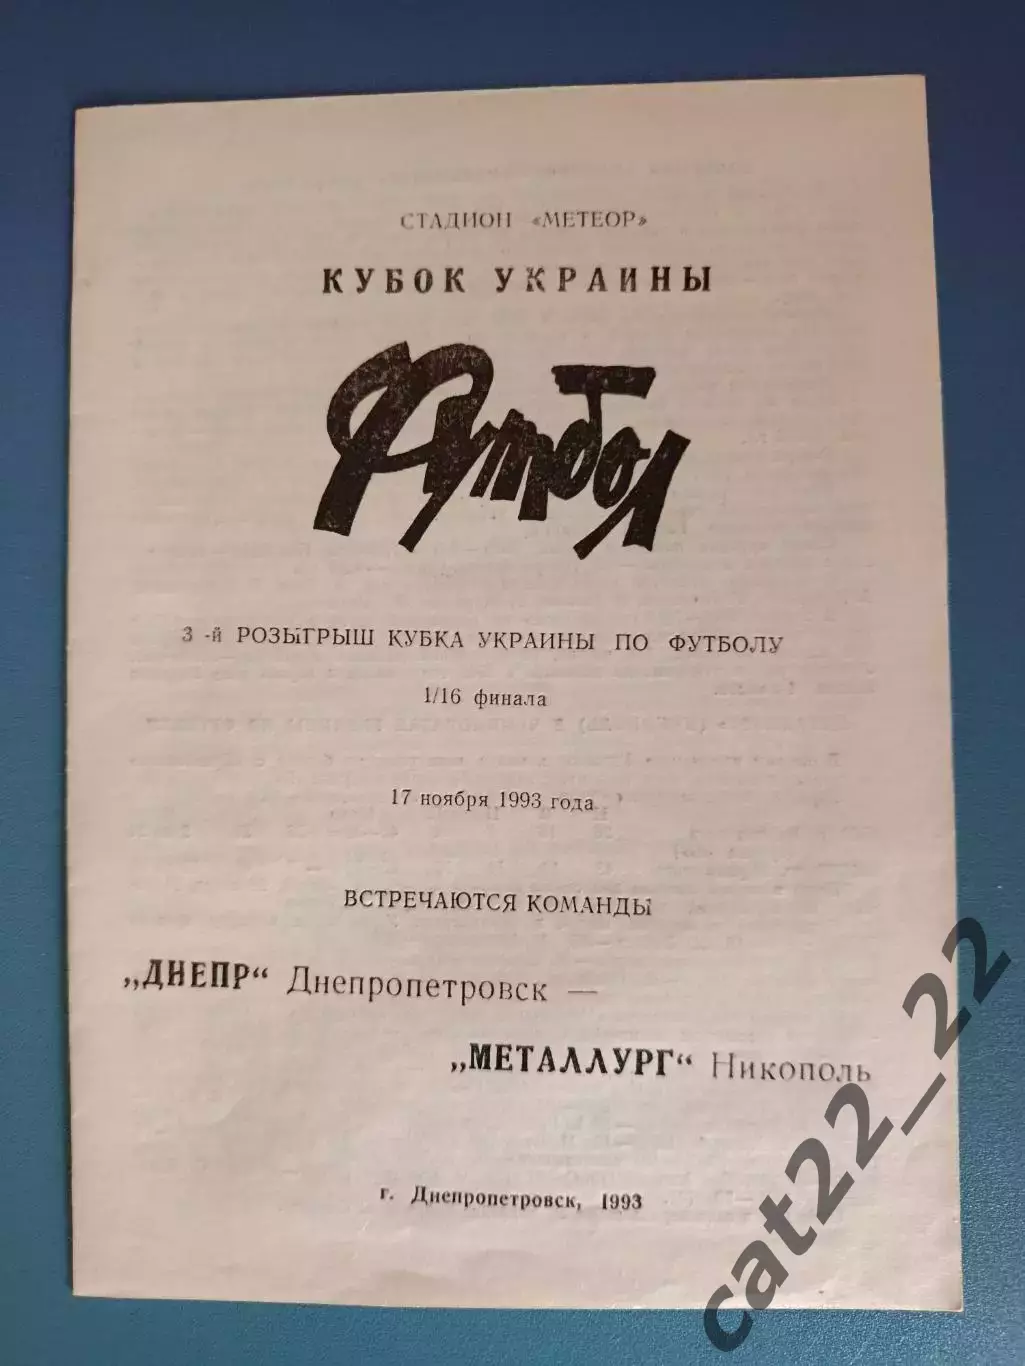 СТАДИОН «МЕТЕОР»
КУБОК УКРАИНЫ
Футбол
3 -й РОЗЫГРЫШ КУБКА УКРАИНЫ ПО ФУТБОЛУ
1/16 финала
17 ноября 1993 года
ВСТРЕЧАЮТСЯ КОМАНДЫ
„ДНЕПР“ Днепропетровск —
„МЕТАЛЛУРГ“ Никополь
г. Днепропетровск, 1993
cat22_22